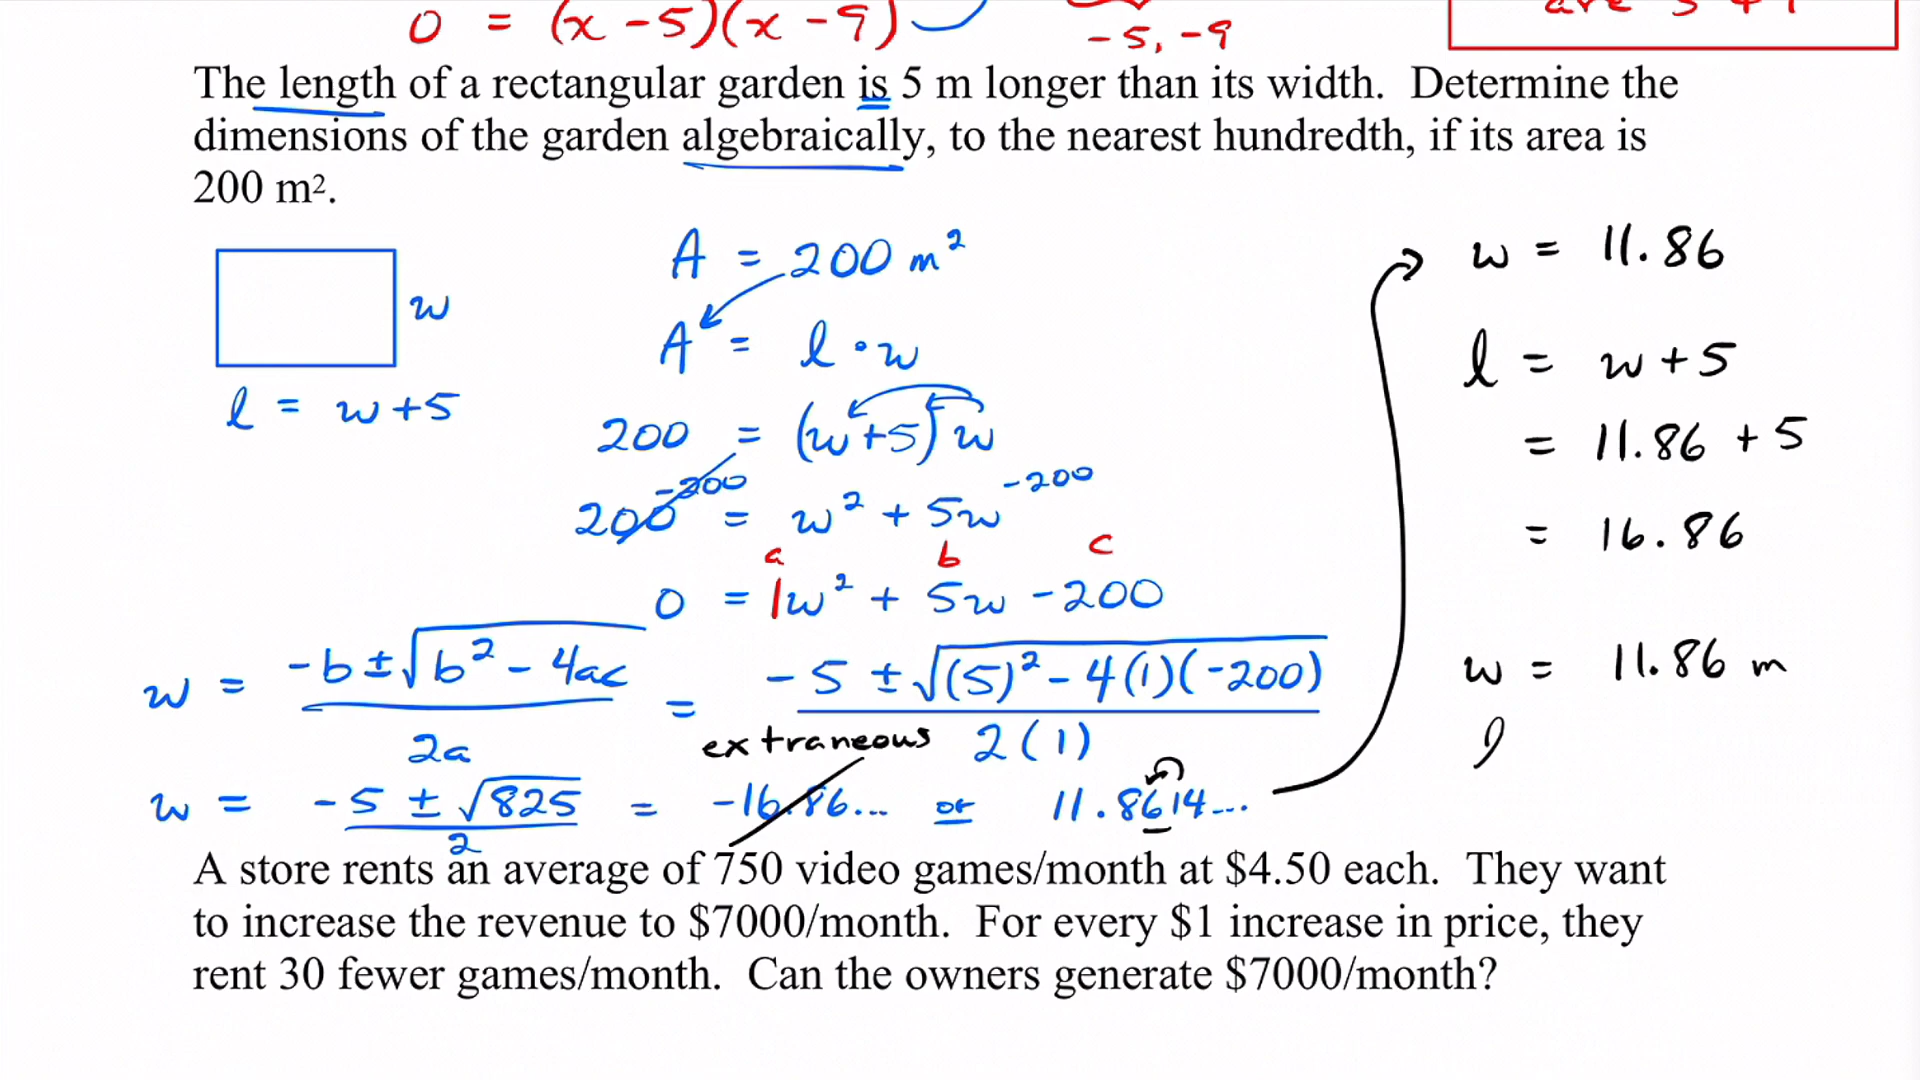 0 = (x - 5)(x - 9)
-5, -9
The length of a rectangular garden is 5 m longer than its width. Determine the
dimensions of the garden algebraically, to the nearest hundredth, if its area is
200 m².
w
l = w+5
A = 200 m²
A = l · w
200 = (w+5) w
200 -200 = w² + 5w -200
a b c
0 = 1w² + 5w - 200
w = (-b ± √(b² - 4ac)) / 2a = (-5 ± √((5)² - 4(1)(-200))) / 2(1)
extraneous
w = (-5 ± √825) / 2 = -16.86... or 11.8614...
w = 11.86
l = w + 5
= 11.86 + 5
= 16.86
w = 11.86 m
l
A store rents an average of 750 video games/month at $4.50 each. They want
to increase the revenue to $7000/month. For every $1 increase in price, they
rent 30 fewer games/month. Can the owners generate $7000/month?